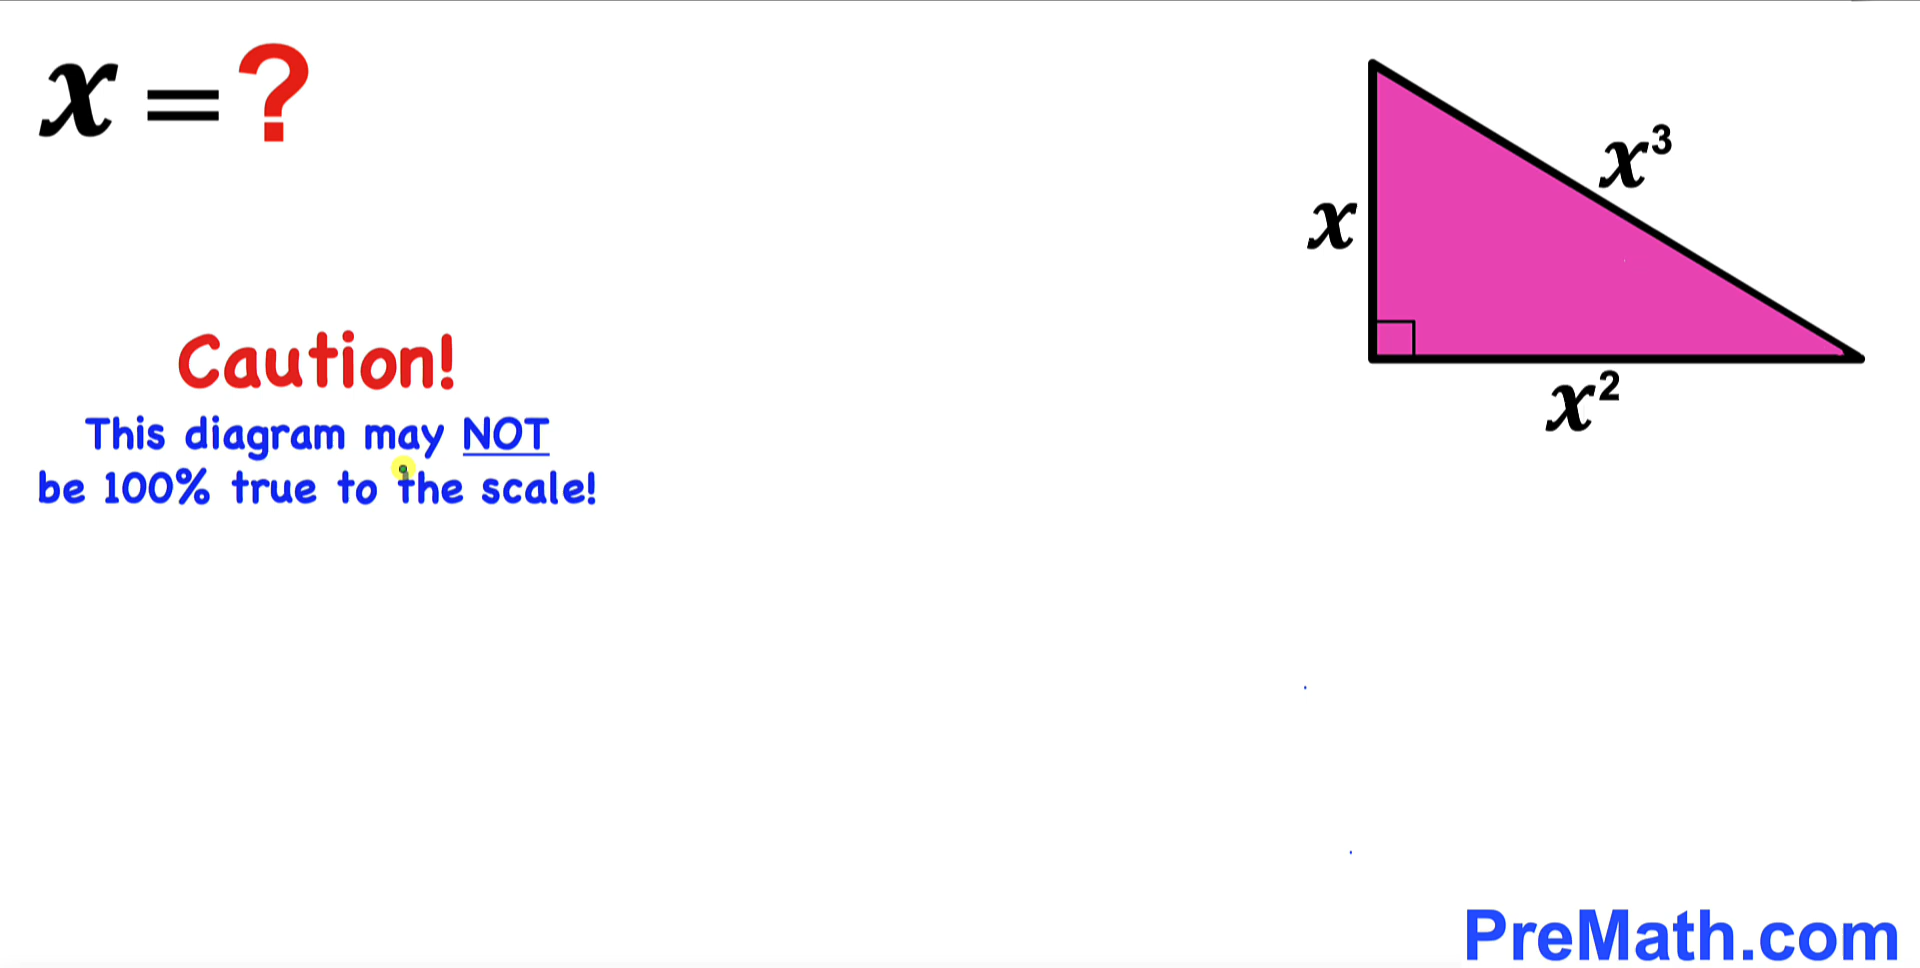 x = ?
x³
x
x²
Caution!
This diagram may NOT
be 100% true to the scale!
PreMath.com